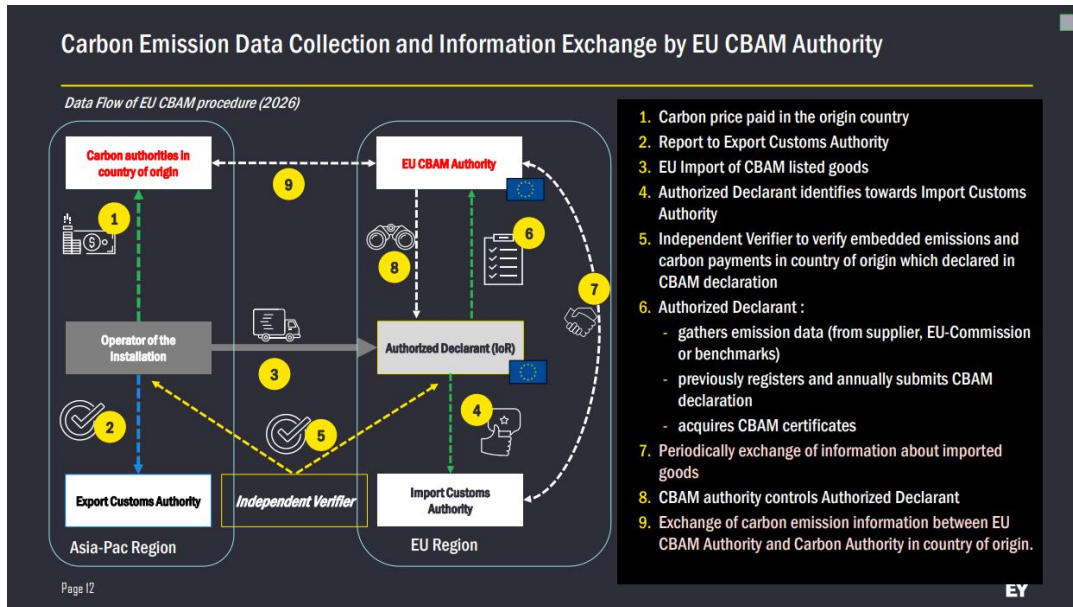 Carbon Emission Data Collection and Information Exchange by EU CBAM Authority
Data Flow of EU CBAM procedure (2026)
Carbon authorities in
country of origin
EU CBAM Authority
9
1
$
8
6
7
Operator of the
Installation
3
Authorized Declarant (IoR)
2
5
4
Export Customs Authority
Independent Verifier
Import Customs
Authority
Asia-Pac Region
EU Region
1. Carbon price paid in the origin country
2. Report to Export Customs Authority
3. EU Import of CBAM listed goods
4. Authorized Declarant identifies towards Import Customs
Authority
5. Independent Verifier to verify embedded emissions and
carbon payments in country of origin which declared in
CBAM declaration
6. Authorized Declarant :
- gathers emission data (from supplier, EU-Commission
or benchmarks)
- previously registers and annually submits CBAM
declaration
- acquires CBAM certificates
7. Periodically exchange of information about imported
goods
8. CBAM authority controls Authorized Declarant
9. Exchange of carbon emission information between EU
CBAM Authority and Carbon Authority in country of origin.
Page 12
EY